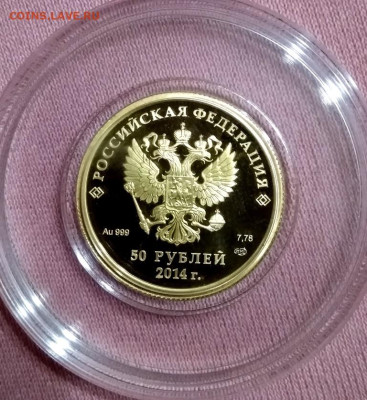 COINS.LAVE.RU
РОССИЙСКАЯ ФЕДЕРАЦИЯ
Au 999
7,78
50 РУБЛЕЙ
2014 г.